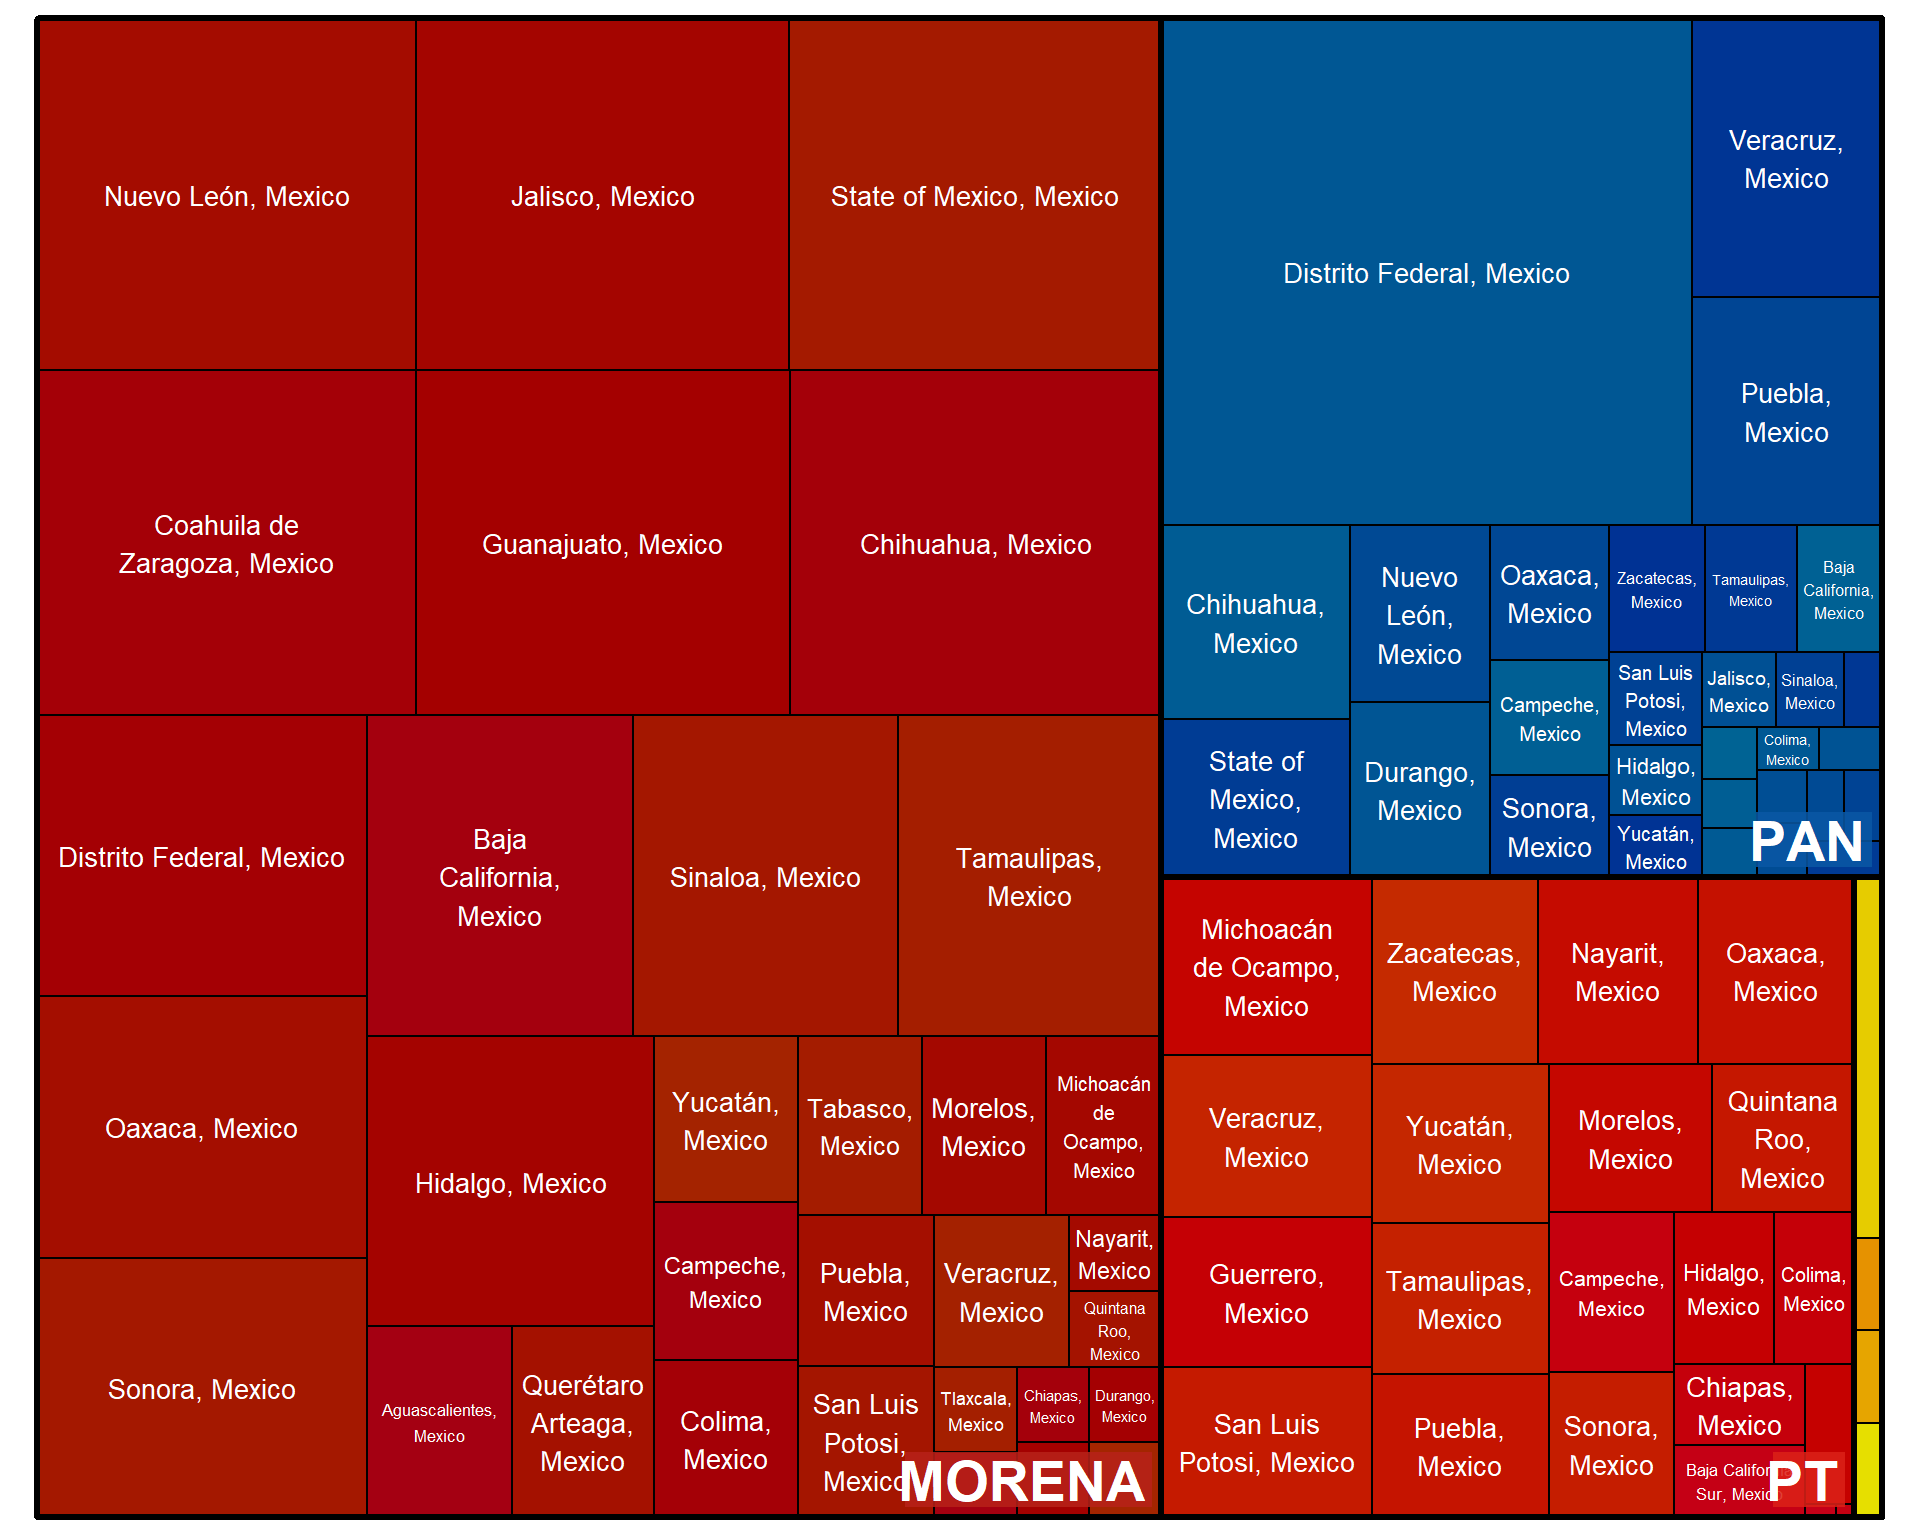 Nuevo León, Mexico
Jalisco, Mexico
State of Mexico, Mexico
Coahuila de
Zaragoza, Mexico
Guanajuato, Mexico
Chihuahua, Mexico
Distrito Federal, Mexico
Baja
California,
Mexico
Sinaloa, Mexico
Tamaulipas,
Mexico
Oaxaca, Mexico
Sonora, Mexico
Hidalgo, Mexico
Yucatán,
Mexico
Tabasco,
Mexico
Morelos,
Mexico
Michoacán
de
Ocampo,
Mexico
Campeche,
Mexico
Puebla,
Mexico
Veracruz,
Mexico
Nayarit,
Mexico
Quintana
Roo,
Mexico
Aguascalientes,
Mexico
Querétaro
Arteaga,
Mexico
Colima,
Mexico
San Luis
Potosi,
Mexico
Tlaxcala,
Mexico
Chiapas,
Mexico
Durango,
Mexico
MORENA
Distrito Federal, Mexico
Veracruz,
Mexico
Puebla,
Mexico
Chihuahua,
Mexico
State of
Mexico,
Mexico
Nuevo
León,
Mexico
Durango,
Mexico
Oaxaca,
Mexico
Campeche,
Mexico
Sonora,
Mexico
Zacatecas,
Mexico
Tamaulipas,
Mexico
Baja
California,
Mexico
San Luis
Potosi,
Mexico
Jalisco,
Mexico
Sinaloa,
Mexico
Hidalgo,
Mexico
Colima,
Mexico
Yucatán,
Mexico
PAN
Michoacán
de Ocampo,
Mexico
Zacatecas,
Mexico
Nayarit,
Mexico
Oaxaca,
Mexico
Veracruz,
Mexico
Yucatán,
Mexico
Morelos,
Mexico
Quintana
Roo,
Mexico
Guerrero,
Mexico
Tamaulipas,
Mexico
Campeche,
Mexico
Hidalgo,
Mexico
Colima,
Mexico
San Luis
Potosi, Mexico
Puebla,
Mexico
Sonora,
Mexico
Chiapas,
Mexico
Baja California
Sur, Mexico
PT